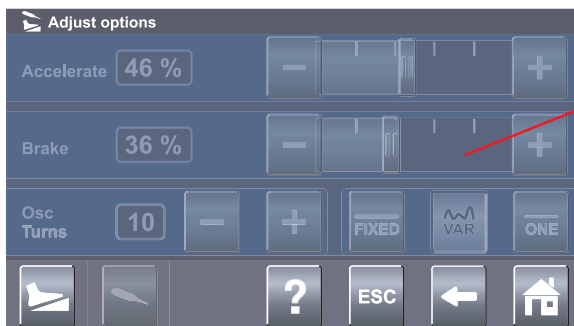 Adjust options
Accelerate 46 %
Brake 36 %
Osc
Turns 10 FIXED VAR ONE
? ESC